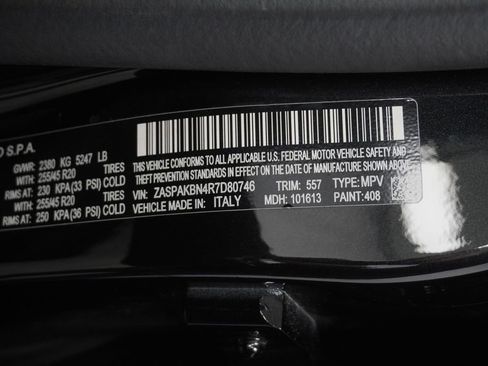 O S.P.A.
GVWR: 2380 KG 5247 LB
WITH 255/45 R20 TIRES
RIMS AT: 230 KPA (33 PSI) COLD
WITH 255/45 R20 TIRES
RIMS AT: 250 KPA (36 PSI) COLD
THIS VEHICLE CONFORMS TO ALL APPLICABLE U.S. FEDERAL MOTOR VEHICLE SAFETY
AND THEFT PREVENTION STANDARDS IN EFFECT ON THE DATE OF MANUFACTURE SHOWN ABOVE.
VIN: ZASPAKBN4R7D80746 TRIM: 557 TYPE: MPV
VEHICLE MADE IN: ITALY MDH: 101613 PAINT: 408